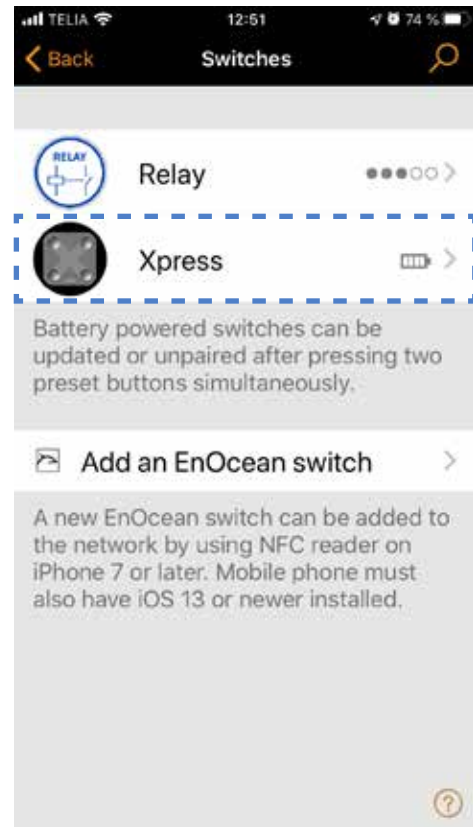 TELIA 12:51 74 %
Back Switches
RELAY
Relay
Xpress
Battery powered switches can be
updated or unpaired after pressing two
preset buttons simultaneously.
Add an EnOcean switch
A new EnOcean switch can be added to
the network by using NFC reader on
iPhone 7 or later. Mobile phone must
also have iOS 13 or newer installed.
?